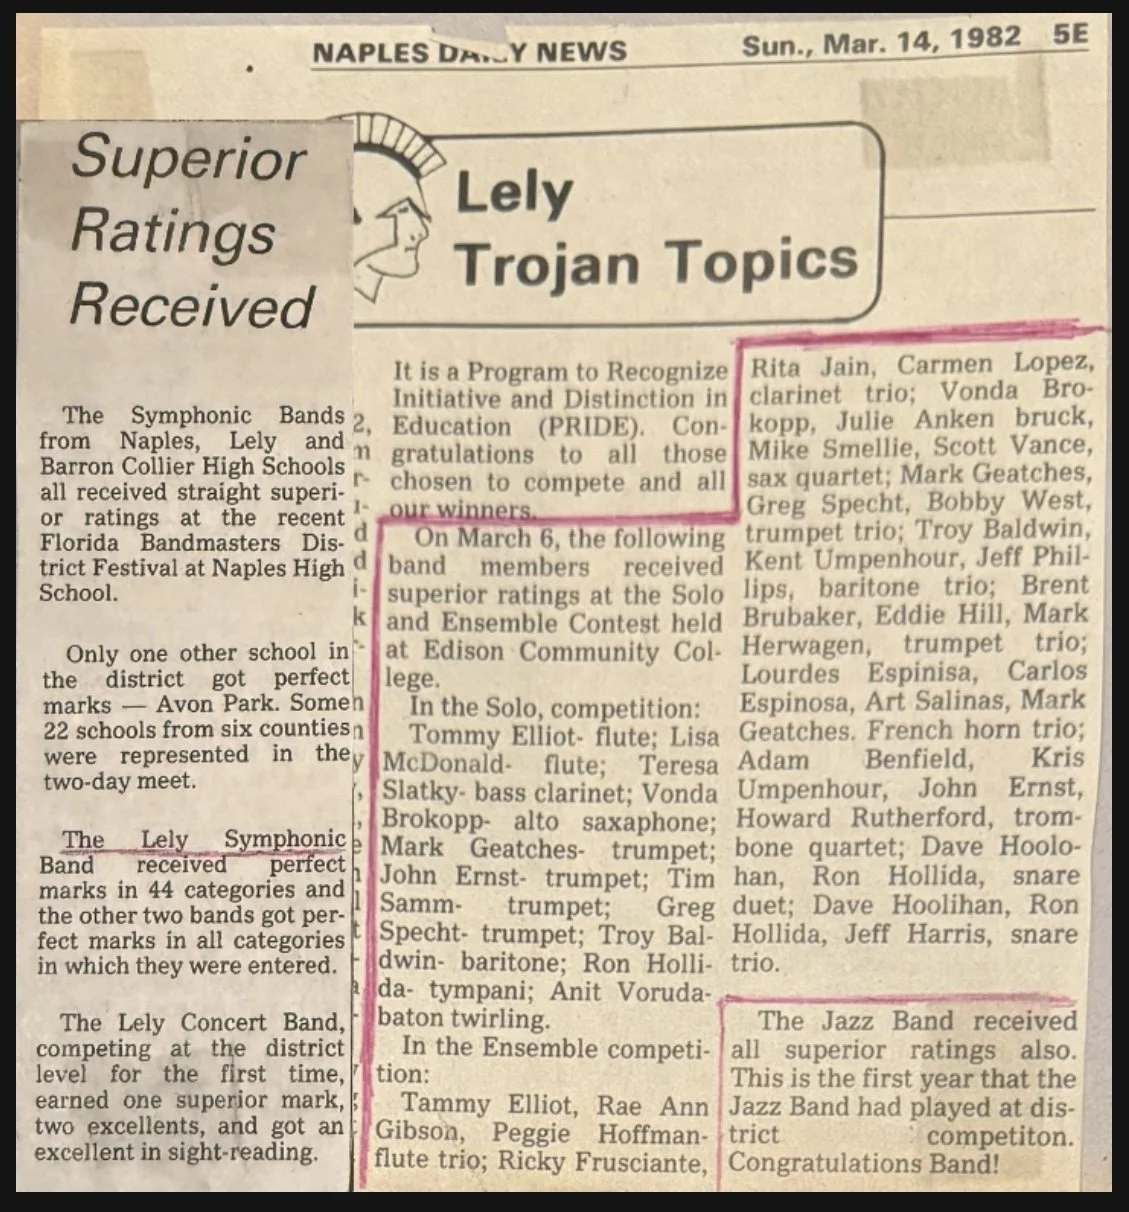 NAPLES DA Y NEWS Sun., Mar. 14, 1982 5E
Superior
Ratings
Received
The Symphonic Bands
from Naples, Lely and
Barron Collier High Schools
all received straight superi-
or ratings at the recent
Florida Bandmasters Dis-
trict Festival at Naples High
School.
Only one other school in
the district got perfect
marks — Avon Park. Some
22 schools from six counties
were represented in the
two-day meet.
The Lely Symphonic
Band received perfect
marks in 44 categories and
the other two bands got per-
fect marks in all categories
in which they were entered.
The Lely Concert Band,
competing at the district
level for the first time,
earned one superior mark,
two excellents, and got an
excellent in sight-reading.
Lely
Trojan Topics
It is a Program to Recognize
Initiative and Distinction in
Education (PRIDE). Con-
gratulations to all those
chosen to compete and all
our winners.
On March 6, the following
band members received
superior ratings at the Solo
and Ensemble Contest held
at Edison Community Col-
lege.
In the Solo, competition:
Tommy Elliot- flute; Lisa
McDonald- flute; Teresa
Slatky- bass clarinet; Vonda
Brokopp- alto saxaphone;
Mark Geatches- trumpet;
John Ernst- trumpet; Tim
Samm- trumpet; Greg
Specht- trumpet; Troy Bal-
dwin- baritone; Ron Holli-
da- tympani; Anit Voruda-
baton twirling.
In the Ensemble competi-
tion:
Tammy Elliot, Rae Ann
Gibson, Peggie Hoffman-
flute trio; Ricky Frusciante,
Rita Jain, Carmen Lopez,
clarinet trio; Vonda Bro-
kopp, Julie Anken bruck,
Mike Smellie, Scott Vance,
sax quartet; Mark Geatches,
Greg Specht, Bobby West,
trumpet trio; Troy Baldwin,
Kent Umpenhour, Jeff Phil-
lips, baritone trio; Brent
Brubaker, Eddie Hill, Mark
Herwagen, trumpet trio;
Lourdes Espinisa, Carlos
Espinosa, Art Salinas, Mark
Geatches. French horn trio;
Adam Benfield, Kris
Umpenhour, John Ernst,
Howard Rutherford, trom-
bone quartet; Dave Hoolo-
han, Ron Hollida, snare
duet; Dave Hoolihan, Ron
Hollida, Jeff Harris, snare
trio.
The Jazz Band received
all superior ratings also.
This is the first year that the
Jazz Band had played at dis-
trict competiton.
Congratulations Band!